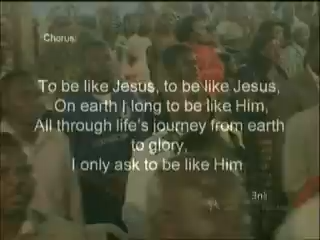 Chorus:
To be like Jesus, to be like Jesus,
On earth I long to be like Him,
All through life's journey from earth
to glory,
I only ask to be like Him